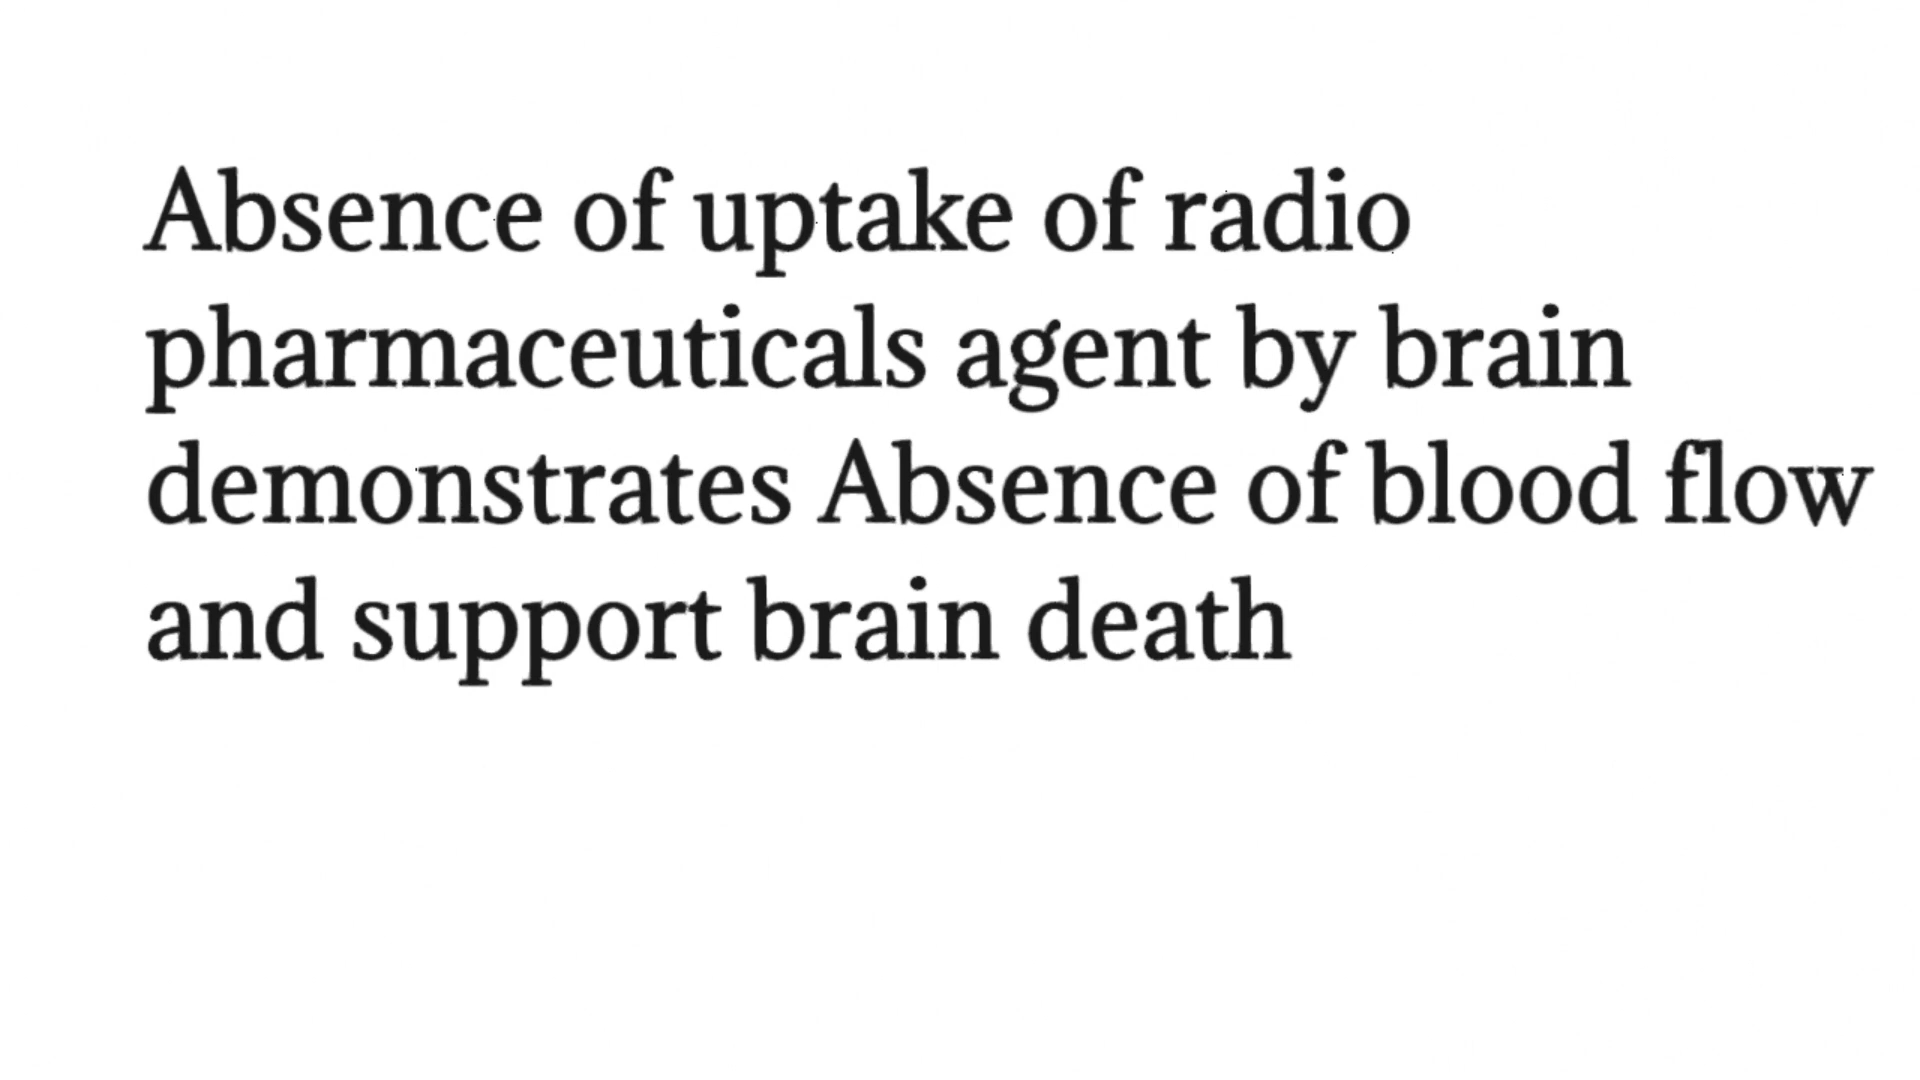 Absence of uptake of radio
pharmaceuticals agent by brain
demonstrates Absence of blood flow
and support brain death